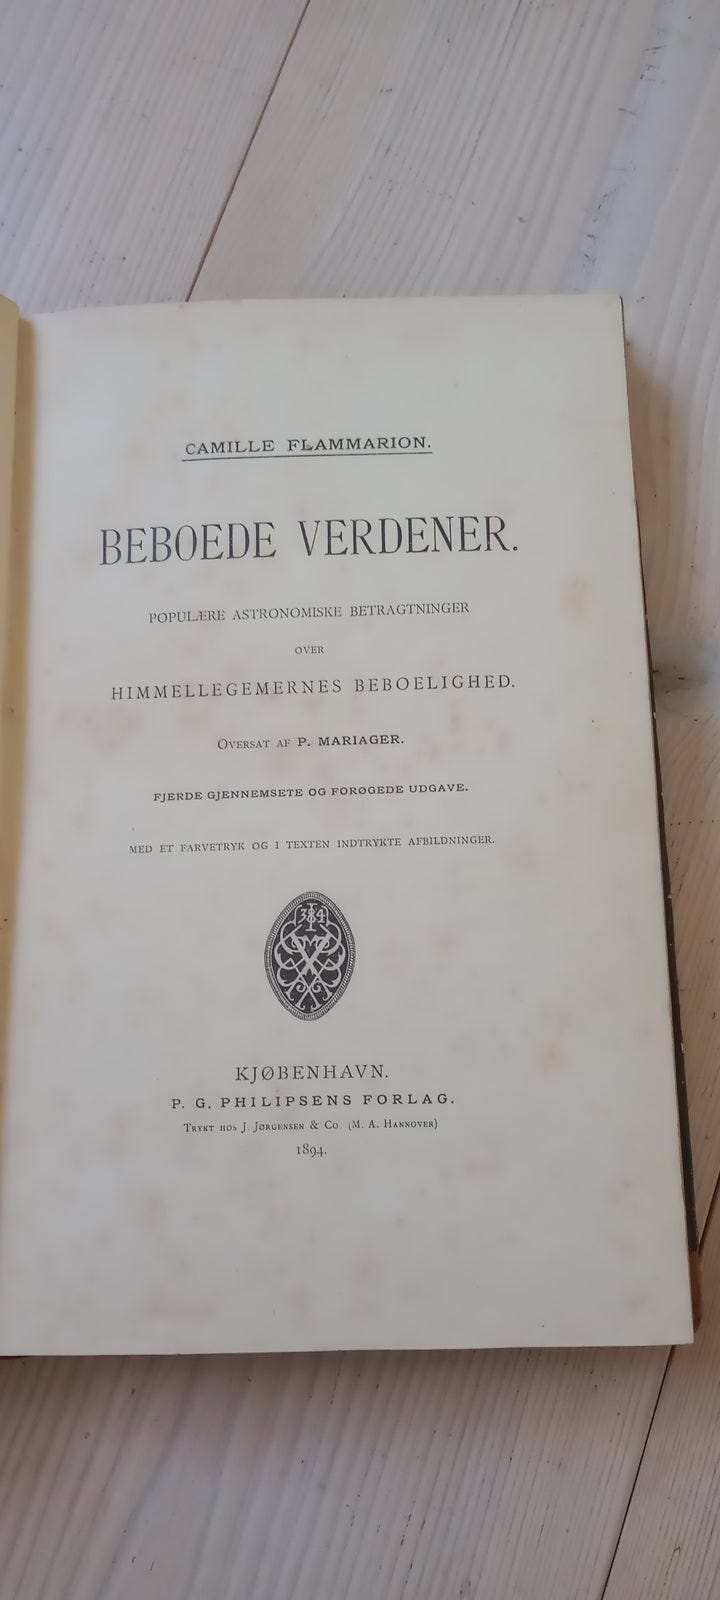 CAMILLE FLAMMARION.
BEBOEDE VERDENER.
POPULÆRE ASTRONOMISKE BETRAGTNINGER
OVER
HIMMELLEGEMERNES BEBOELIGHED.
OVERSAT AF P. MARIAGER.
FJERDE GJENNEMSETE OG FORØGEDE UDGAVE.
MED ET FARVETRYK OG I TEXTEN INDTRYKTE AFBILDNINGER.
384
KJØBENHAVN.
P. G. PHILIPSENS FORLAG.
TRYKT HOS J. JØRGENSEN & CO. (M. A. HANNOVER)
1894.